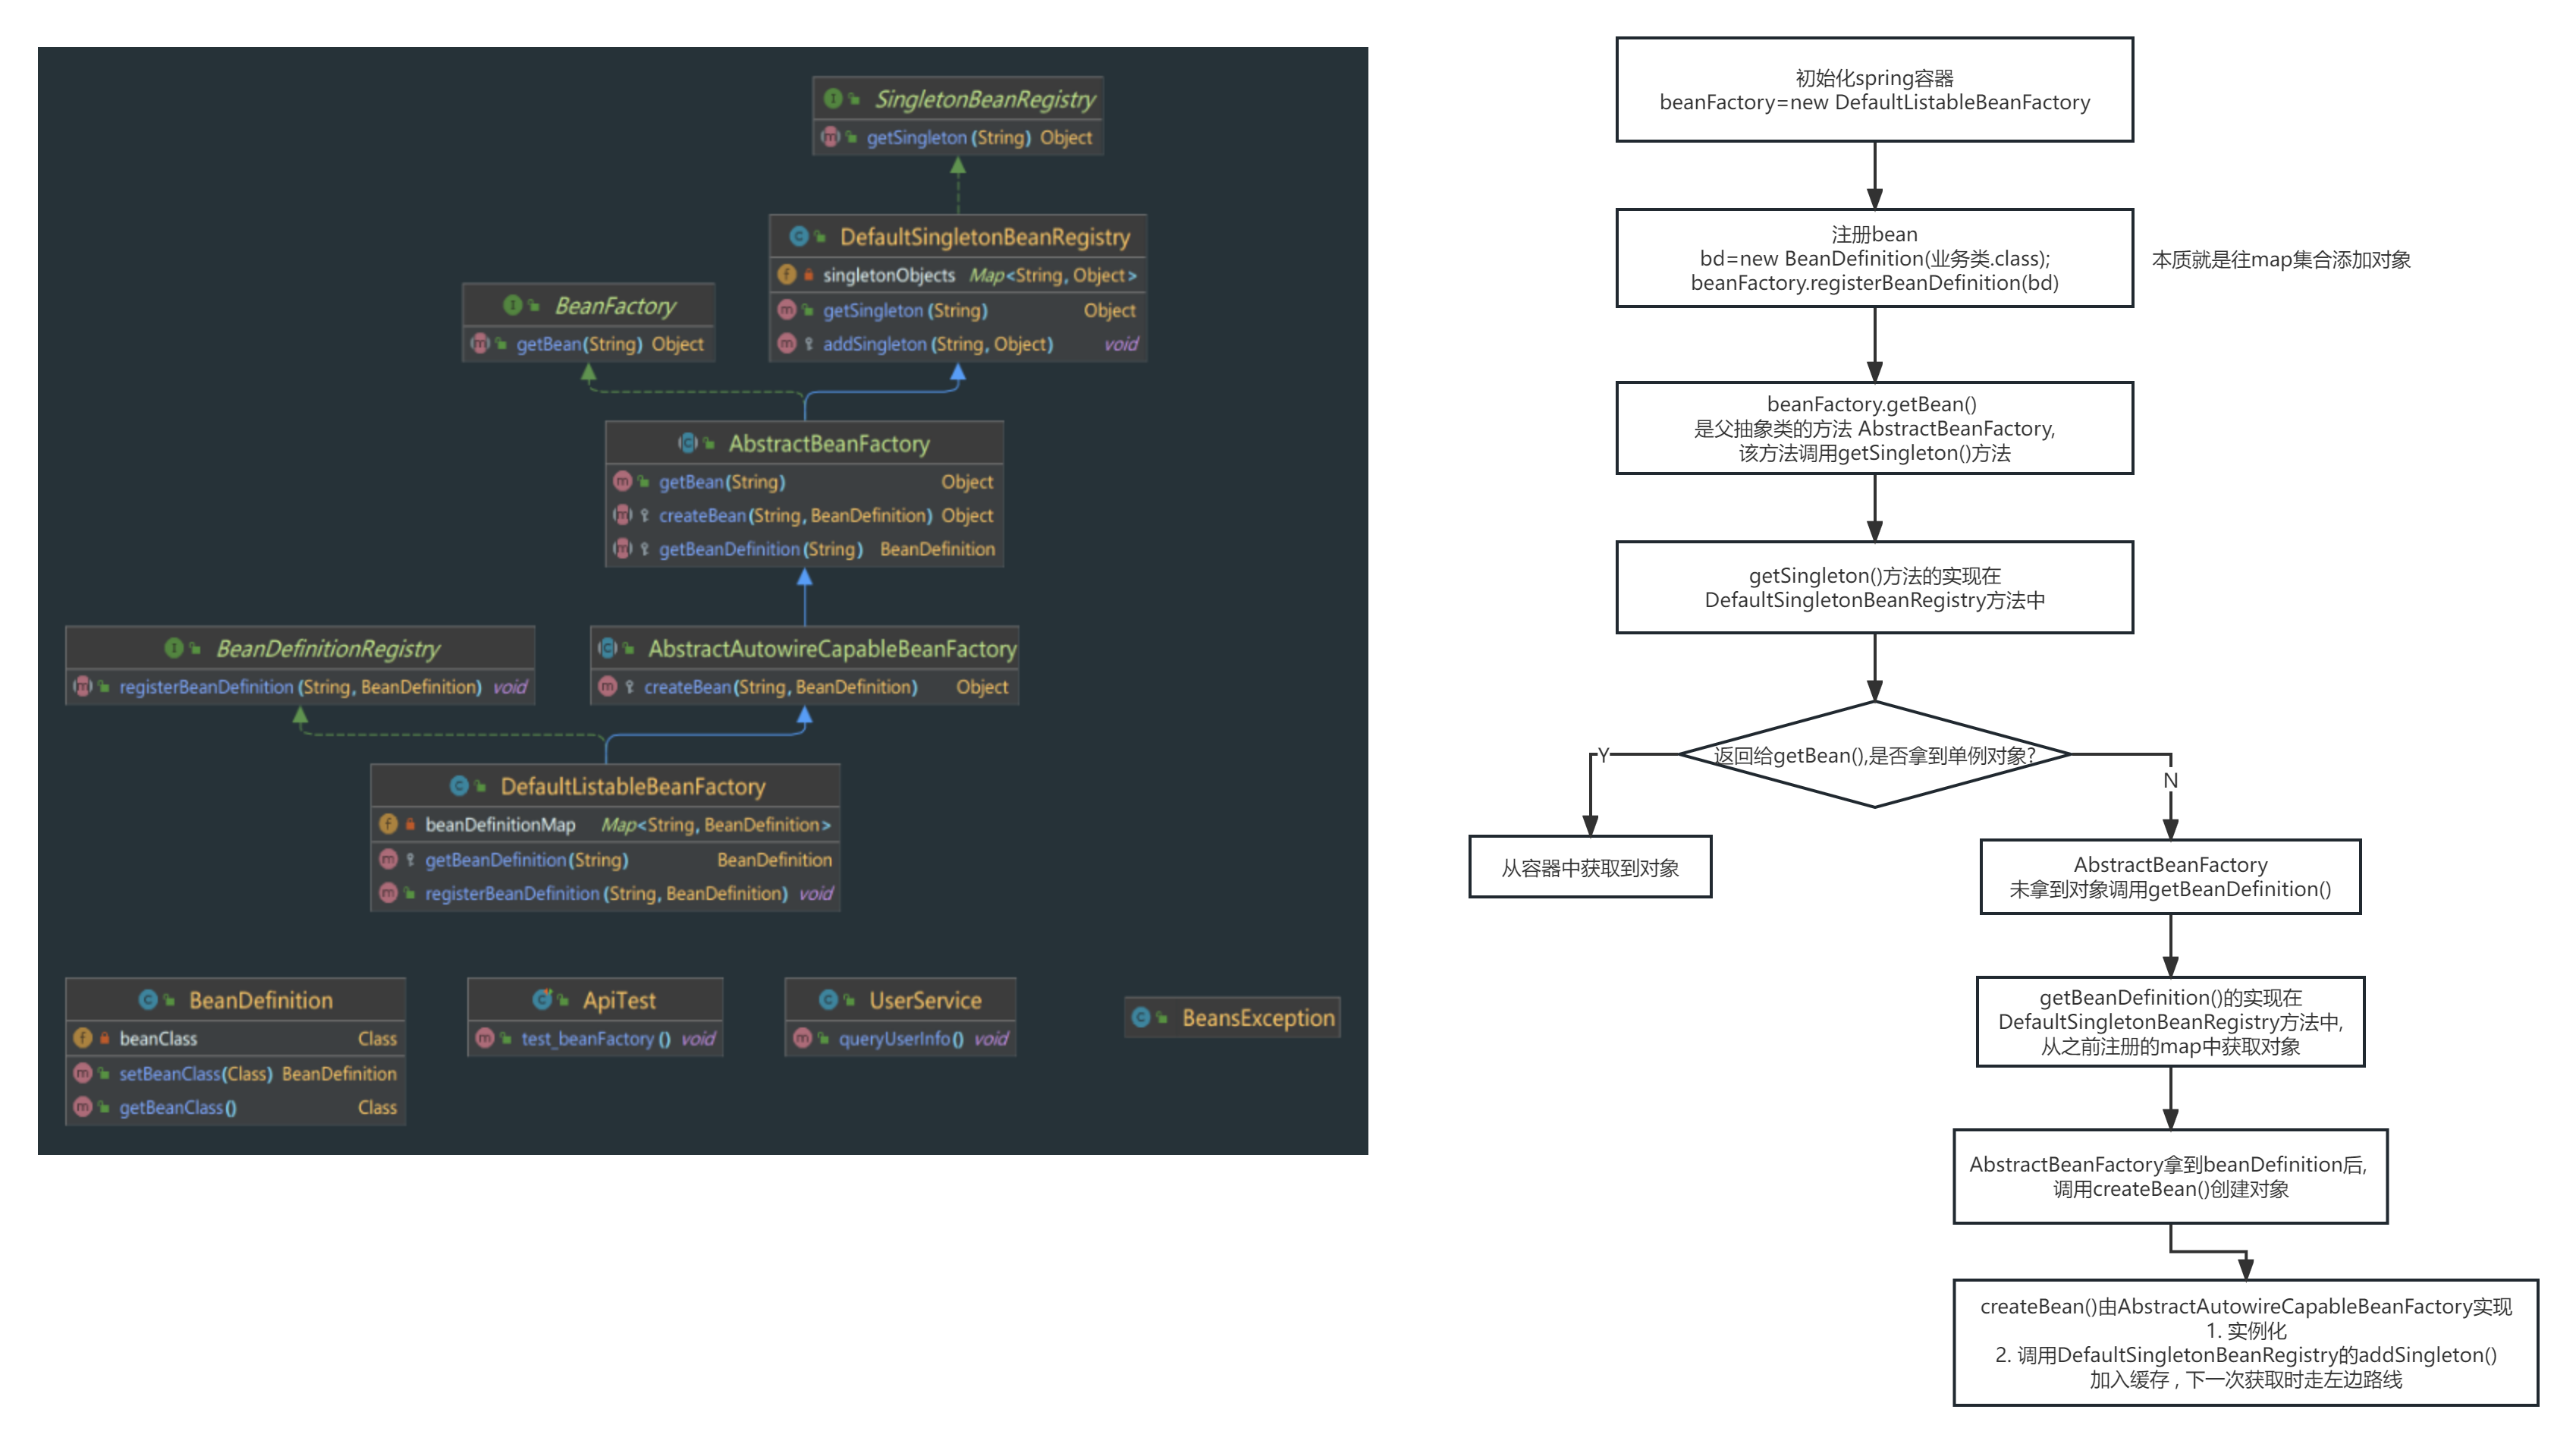 SingletonBeanRegistry
getSingleton(String) Object
DefaultSingletonBeanRegistry
singletonObjects Map<String, Object>
getSingleton(String) Object
addSingleton(String, Object) void
BeanFactory
getBean(String) Object
AbstractBeanFactory
getBean(String) Object
createBean(String, BeanDefinition) Object
getBeanDefinition(String) BeanDefinition
BeanDefinitionRegistry
registerBeanDefinition(String, BeanDefinition) void
AbstractAutowireCapableBeanFactory
createBean(String, BeanDefinition) Object
DefaultListableBeanFactory
beanDefinitionMap Map<String, BeanDefinition>
getBeanDefinition(String) BeanDefinition
registerBeanDefinition(String, BeanDefinition) void
BeanDefinition
beanClass Class
setBeanClass(Class) BeanDefinition
getBeanClass() Class
ApiTest
test_beanFactory() void
UserService
queryUserInfo() void
BeansException
初始化spring容器
beanFactory=new DefaultListableBeanFactory
注册bean
bd=new BeanDefinition(业务类.class);
beanFactory.registerBeanDefinition(bd)
本质就是往map集合添加对象
beanFactory.getBean()
是父抽象类的方法 AbstractBeanFactory,
该方法调用getSingleton()方法
getSingleton()方法的实现在
DefaultSingletonBeanRegistry方法中
返回给getBean(),是否拿到单例对象?
Y
N
从容器中获取到对象
AbstractBeanFactory
未拿到对象调用getBeanDefinition()
getBeanDefinition()的实现在
DefaultSingletonBeanRegistry方法中,
从之前注册的map中获取对象
AbstractBeanFactory拿到beanDefinition后,
调用createBean()创建对象
createBean()由AbstractAutowireCapableBeanFactory实现
1. 实例化
2. 调用DefaultSingletonBeanRegistry的addSingleton()
加入缓存 , 下一次获取时走左边路线